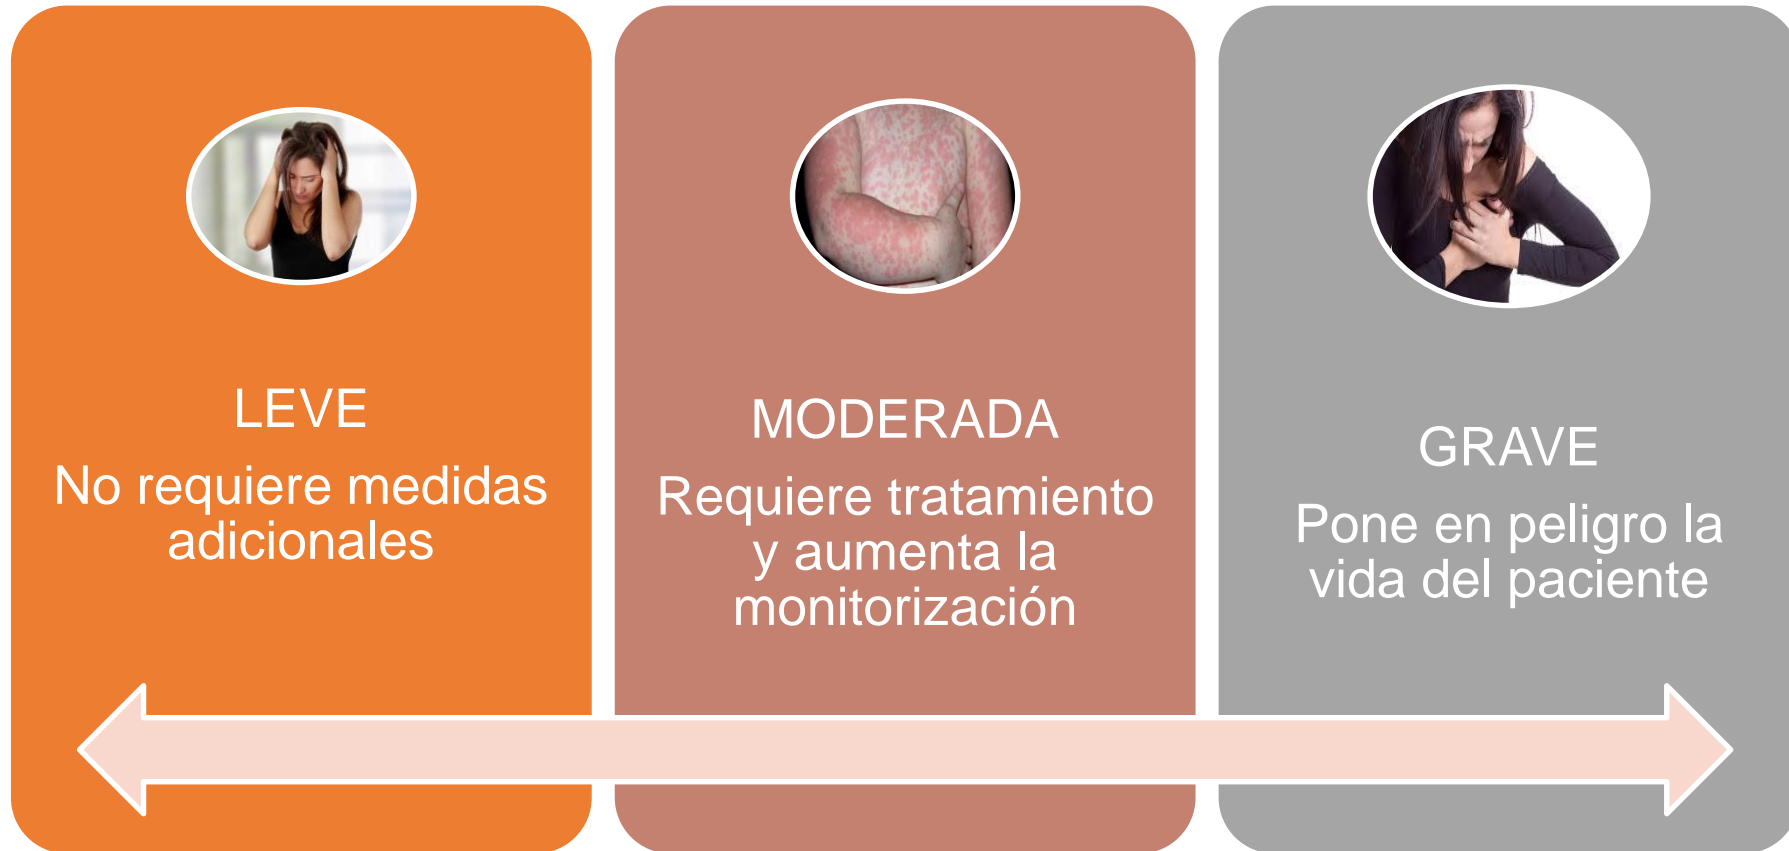 LEVE
No requiere medidas
adicionales
MODERADA
Requiere tratamiento
y aumenta la
monitorización
GRAVE
Pone en peligro la
vida del paciente